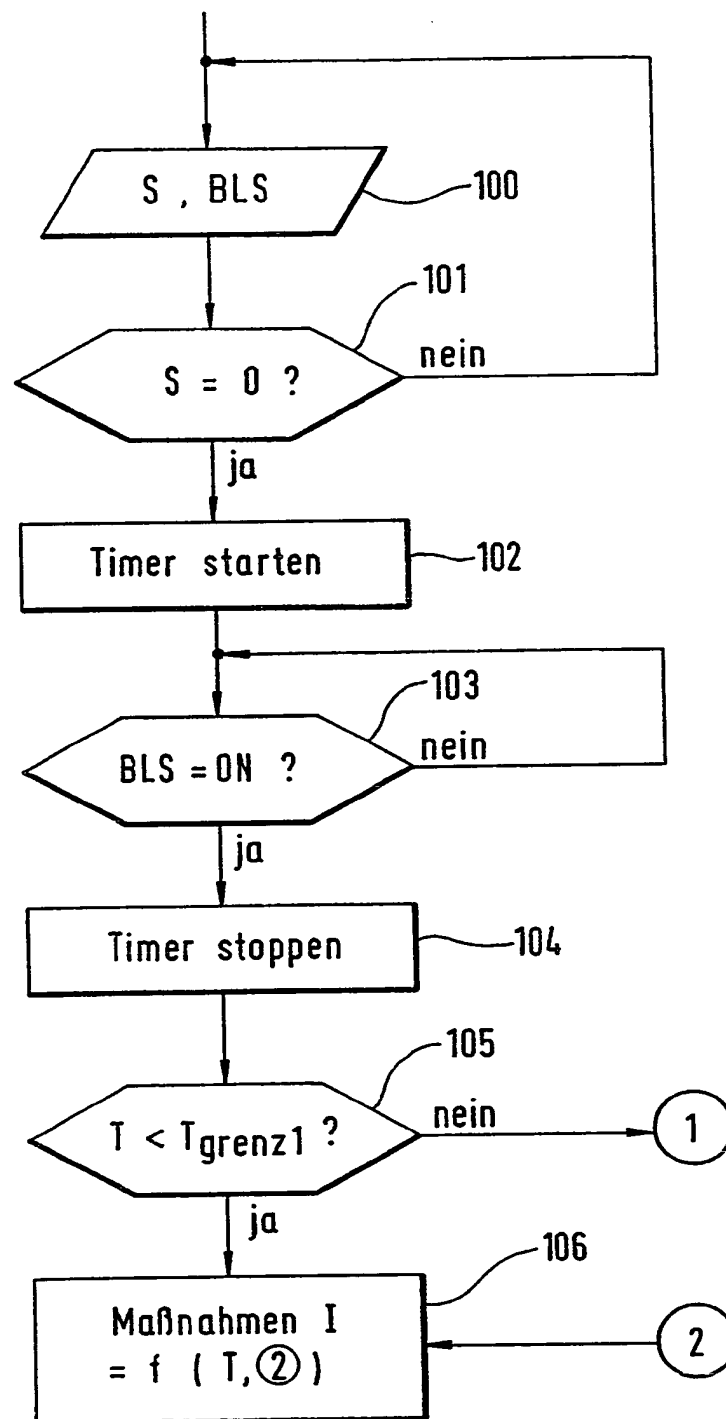 S , BLS
100
101
S = 0 ?
nein
ja
Timer starten
102
103
BLS = ON ?
nein
ja
Timer stoppen
104
105
T < Tgrenz1 ?
nein
1
ja
106
Maßnahmen I
= f ( T, ② )
2